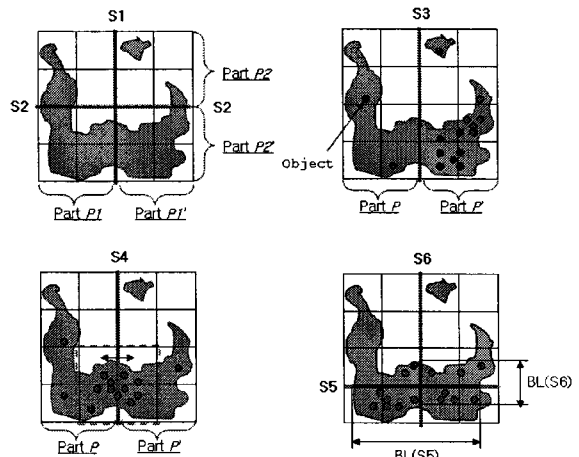 S1
S2
S2
Part P2
Part P2'
Part P1
Part P1'
S3
Object
Part P
Part P'
S4
Part P
Part P'
S6
S5
BL(S6)
BL(S5)